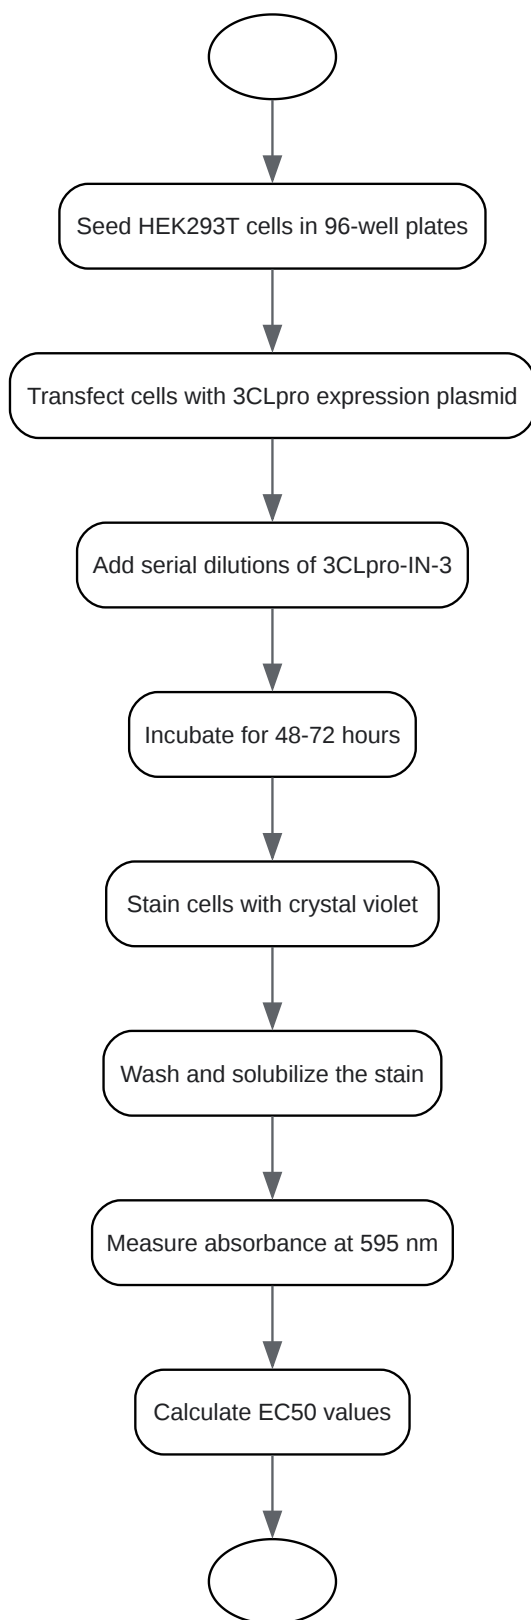 Seed HEK293T cells in 96-well plates
Transfect cells with 3CLpro expression plasmid
Add serial dilutions of 3CLpro-IN-3
Incubate for 48-72 hours
Stain cells with crystal violet
Wash and solubilize the stain
Measure absorbance at 595 nm
Calculate EC50 values